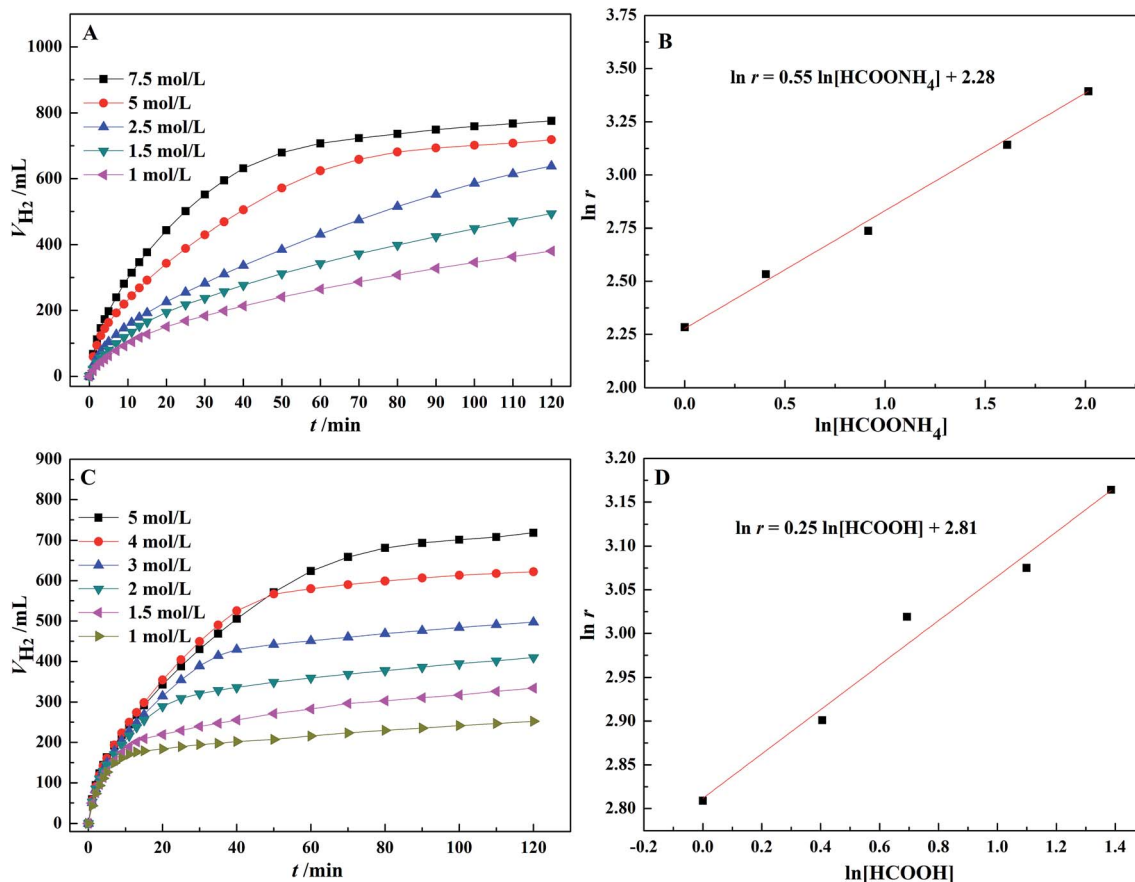 A
7.5 mol/L
5 mol/L
2.5 mol/L
1.5 mol/L
1 mol/L
1000
800
600
400
200
0
V_H2 /mL
0 10 20 30 40 50 60 70 80 90 100 110 120
t /min
B
ln r = 0.55 ln[HCOONH4] + 2.28
3.75
3.50
3.25
3.00
2.75
2.50
2.25
2.00
ln r
0.0 0.5 1.0 1.5 2.0
ln[HCOONH4]
C
5 mol/L
4 mol/L
3 mol/L
2 mol/L
1.5 mol/L
1 mol/L
900
800
700
600
500
400
300
200
100
0
V_H2 /mL
0 20 40 60 80 100 120
t /min
D
ln r = 0.25 ln[HCOOH] + 2.81
3.20
3.15
3.10
3.05
3.00
2.95
2.90
2.85
2.80
ln r
-0.2 0.0 0.2 0.4 0.6 0.8 1.0 1.2 1.4
ln[HCOOH]